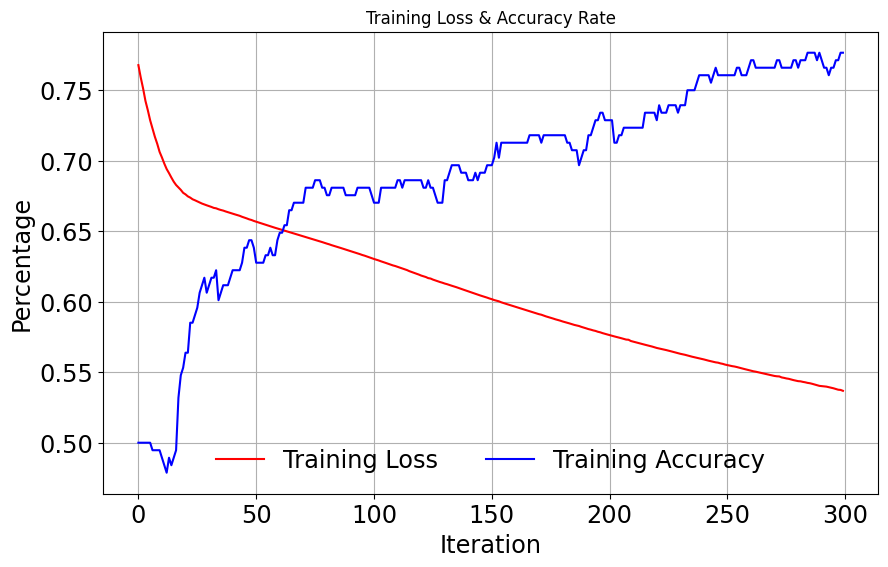 Training Loss & Accuracy Rate
Percentage
0.75
0.70
0.65
0.60
0.55
0.50
Training Loss Training Accuracy
0 50 100 150 200 250 300
Iteration